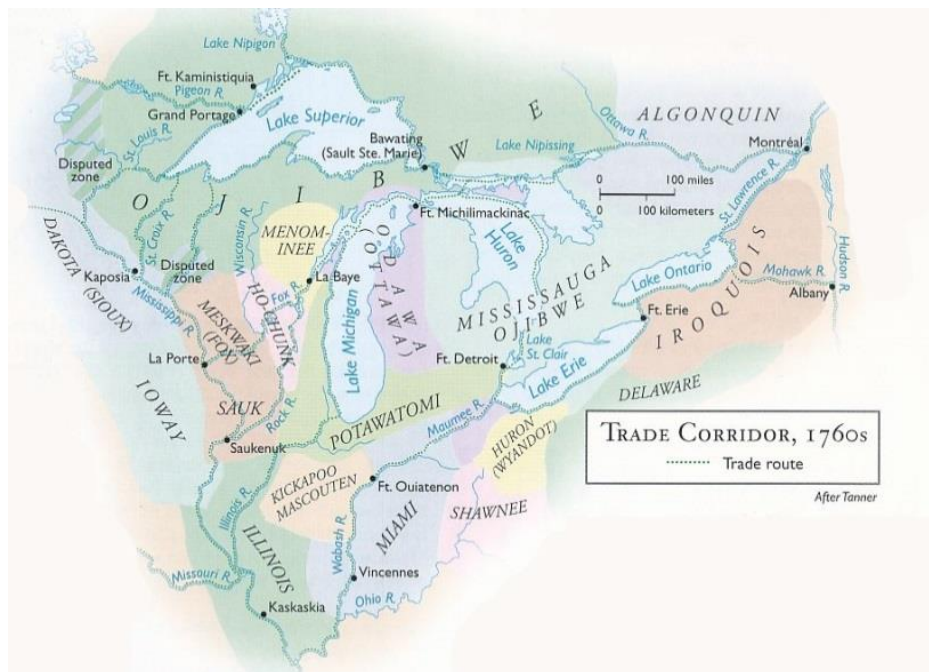 Lake Nipigon
Ft. Kaministiquia
Pigeon R.
Grand Portage
St. Louis R.
Lake Superior
Bawating
(Sault Ste. Marie)
Lake Nipissing
Ottawa R.
ALGONQUIN
Montréal
St. Lawrence R.
Disputed
zone
OJIBWE
0 100 miles
0 100 kilometers
Ft. Michilimackinac
DAKOTA
(SIOUX)
St. Croix R.
Kaposia
Disputed
zone
Wisconsin R.
MENOM-
INEE
La Baye
Fox R.
HO-CHUNK
Mississippi R.
MESKWAKI
(FOX)
La Porte
IOWAY
SAUK
Saukenuk
Rock R.
Lake Michigan
ODAWA
(OTTAWA)
Lake
Huron
MISSISSAUGA
OJIBWE
Lake
St. Clair
Ft. Detroit
Lake Erie
Lake Ontario
Ft. Erie
IROQUOIS
Mohawk R.
Hudson R.
Albany
DELAWARE
POTAWATOMI
Maumee R.
HURON
(WYANDOT)
KICKAPOO
MASCOUTEN
Ft. Ouiatenon
MIAMI
SHAWNEE
Illinois R.
ILLINOIS
Wabash R.
Vincennes
Missouri R.
Ohio R.
Kaskaskia
TRADE CORRIDOR, 1760s
Trade route
After Tanner